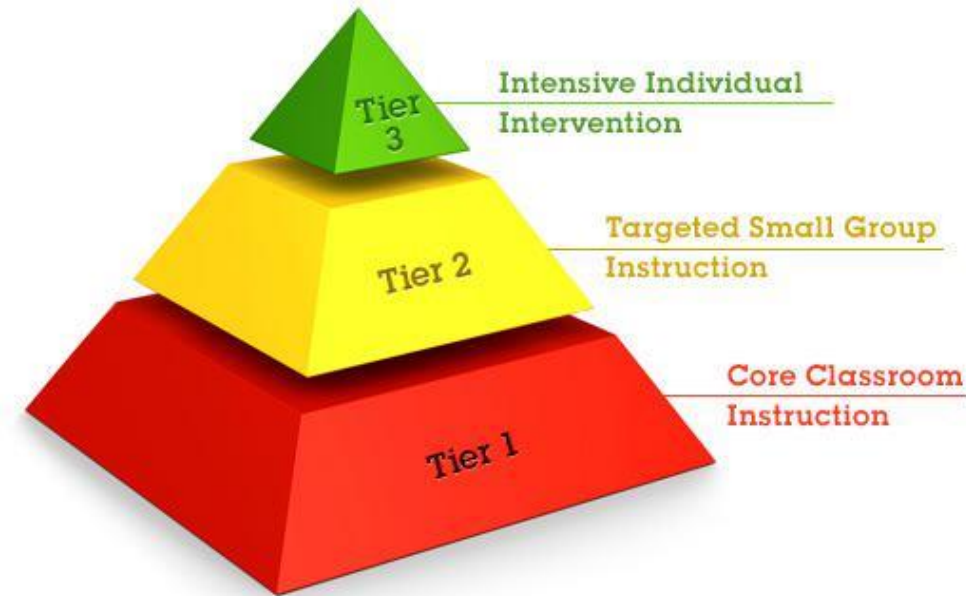 Tier
3
Intensive Individual
Intervention
Tier 2
Targeted Small Group
Instruction
Tier 1
Core Classroom
Instruction